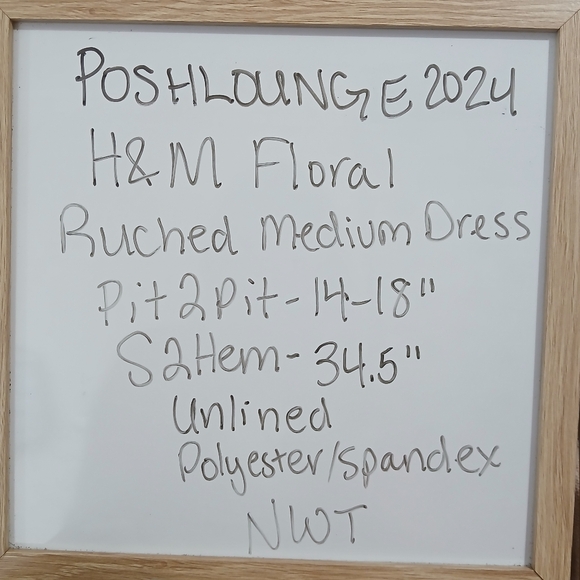 POSHLOUNGE2024
H&M Floral
Ruched Medium Dress
Pit2Pit-14-18"
S2Hem-34.5"
Unlined
Polyester/spandex
NWT